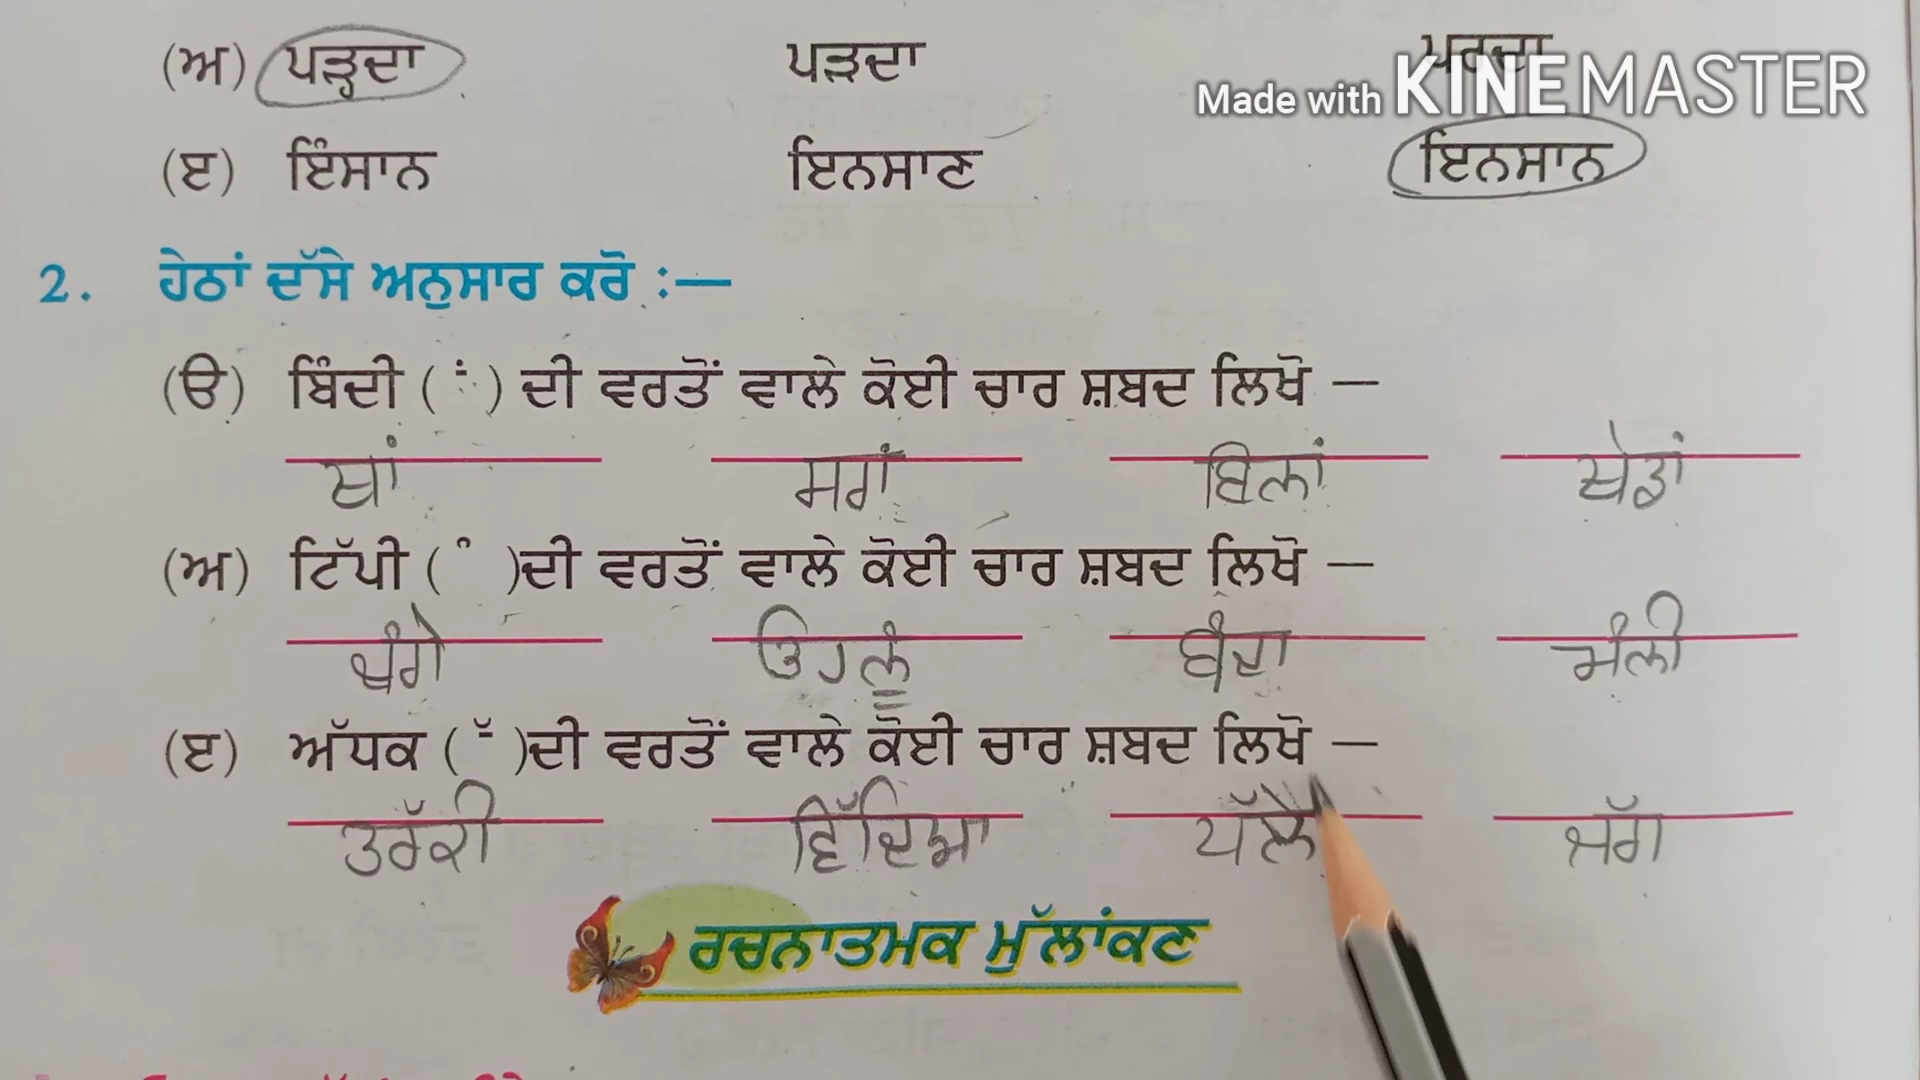 (ਅ) ਪੜ੍ਹਦਾ ਪੜਦਾ ਪਰਦਾ
Made with KINEMASTER
(ੲ) ਇੰਸਾਨ ਇਨਸਾਣ ਇਨਸਾਨ
2. ਹੇਠਾਂ ਦੱਸੇ ਅਨੁਸਾਰ ਕਰੋ :—
(ੳ) ਬਿੰਦੀ ( ਂ ) ਦੀ ਵਰਤੋਂ ਵਾਲੇ ਕੋਈ ਚਾਰ ਸ਼ਬਦ ਲਿਖੋ —
ਥਾਂ ਸਗਾਂ ਬਿਲਾਂ ਖੇਡਾਂ
(ਅ) ਟਿੱਪੀ ( ੰ )ਦੀ ਵਰਤੋਂ ਵਾਲੇ ਕੋਈ ਚਾਰ ਸ਼ਬਦ ਲਿਖੋ —
ਚੰਗੇ ਬੰਦਾ
(ੲ) ਅੱਧਕ ( ੱ )ਦੀ ਵਰਤੋਂ ਵਾਲੇ ਕੋਈ ਚਾਰ ਸ਼ਬਦ ਲਿਖੋ —
ਤਰੱਕੀ ਵਿੱਦਿਆ ਪੱਲੇ ਜੱਗ
ਰਚਨਾਤਮਕ ਮੁੱਲਾਂਕਣ